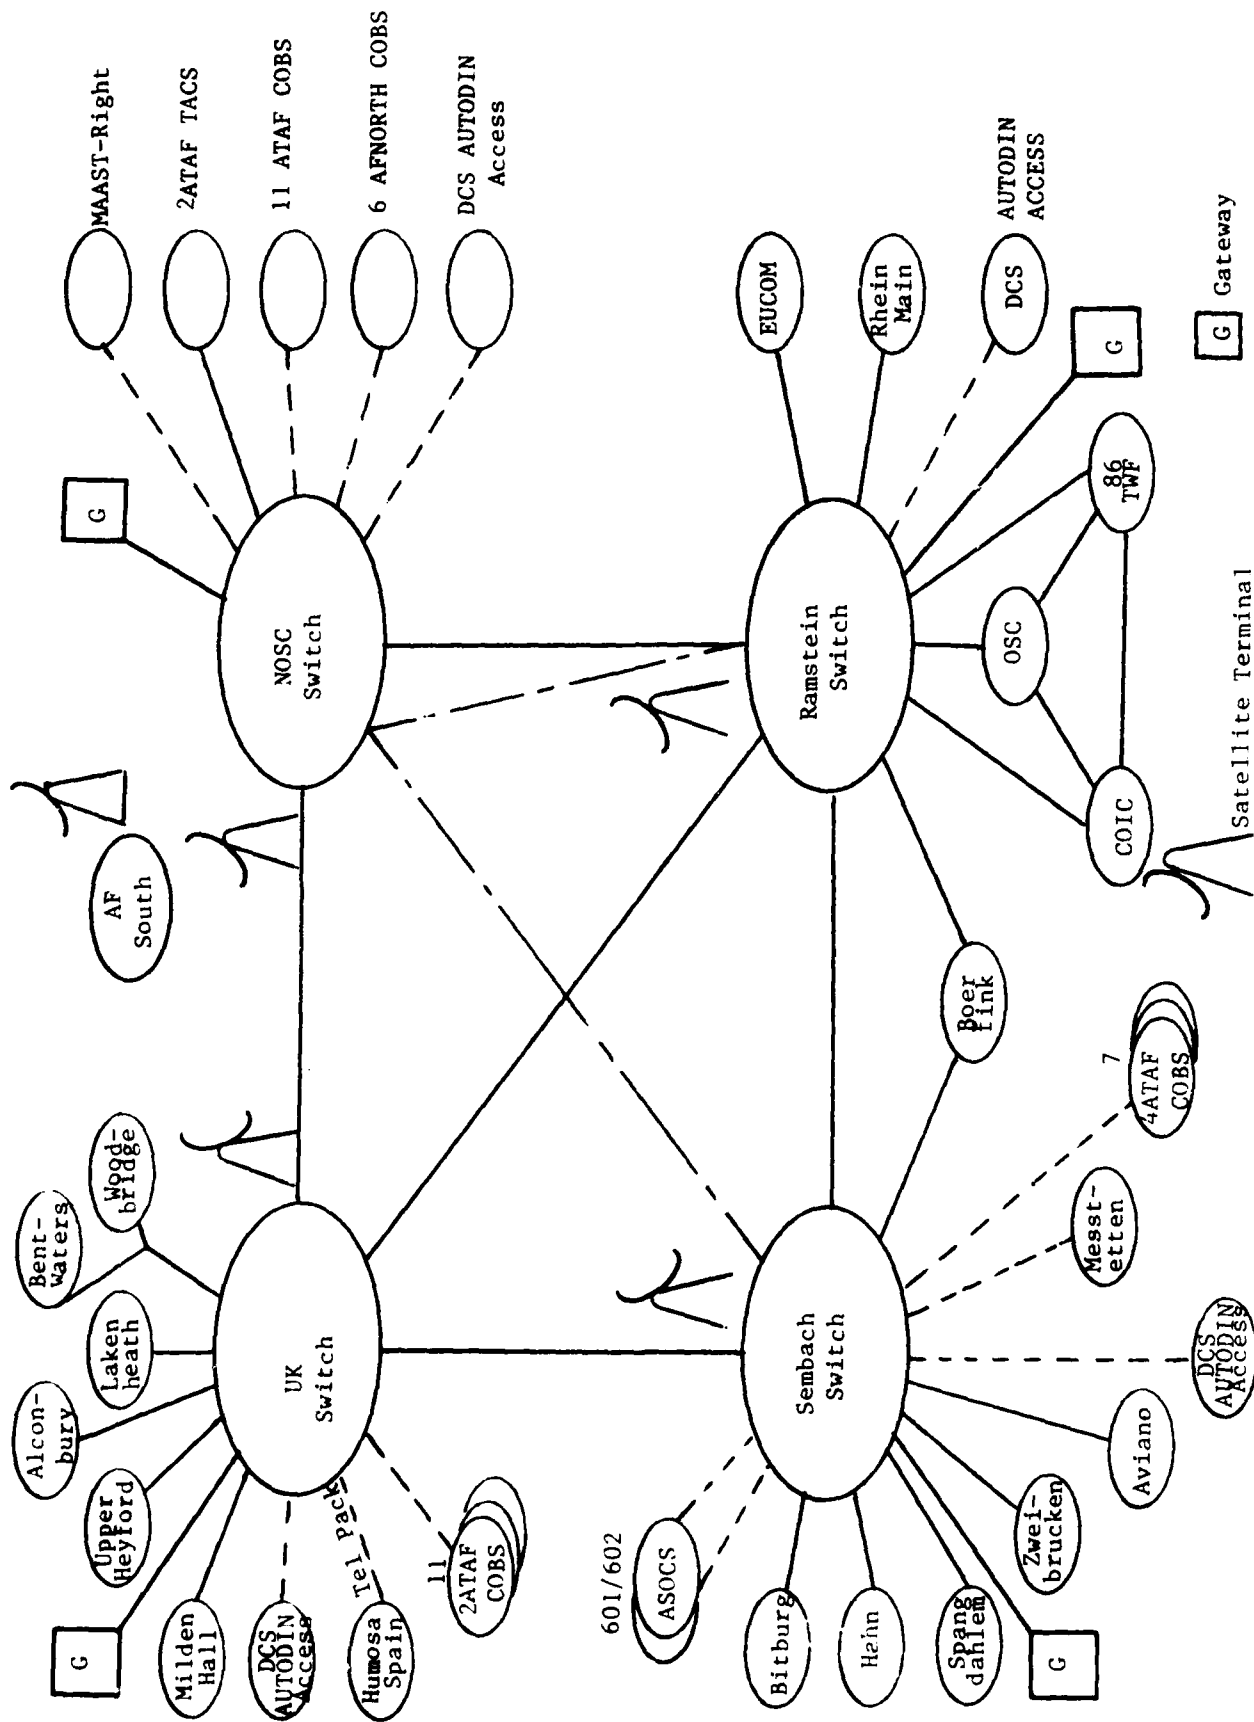 Bent-
Waters
Wood-
bridge
Laken
heath
Alcon-
bury
Upper
Heyford
G
Milden
Hall
DCS
AUTODIN
Access
Humosa
Spain
Tel Pack
11
2ATAF
COBS
UK
Switch
AF
South
G
NOSC
Switch
MAAST-Right
2ATAF TACS
11 ATAF COBS
6 AFNORTH COBS
DCS AUTODIN
Access
601/602
ASOCS
Bitburg
Hahn
Spang
dahlem
G
Zwei-
brucken
Aviano
DCS
AUTODIN
Access
Messt-
etten
7
4ATAF
COBS
Sembach
Switch
Boer
fink
Ramstein
Switch
EUCOM
Rhein
Main
DCS
AUTODIN
ACCESS
G
86
TWF
OSC
COIC
Satellite Terminal
G
Gateway